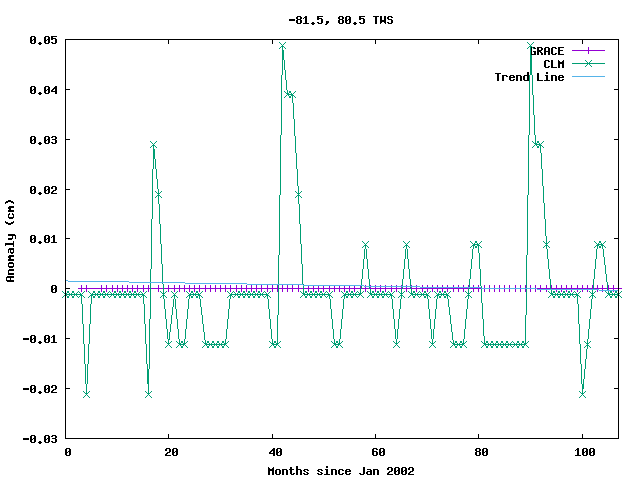 -81.5, 80.5 TWS
0.05
0.04
0.03
0.02
0.01
0
-0.01
-0.02
-0.03
Anomaly (cm)
GRACE
CLM
Trend Line
0 20 40 60 80 100
Months since Jan 2002